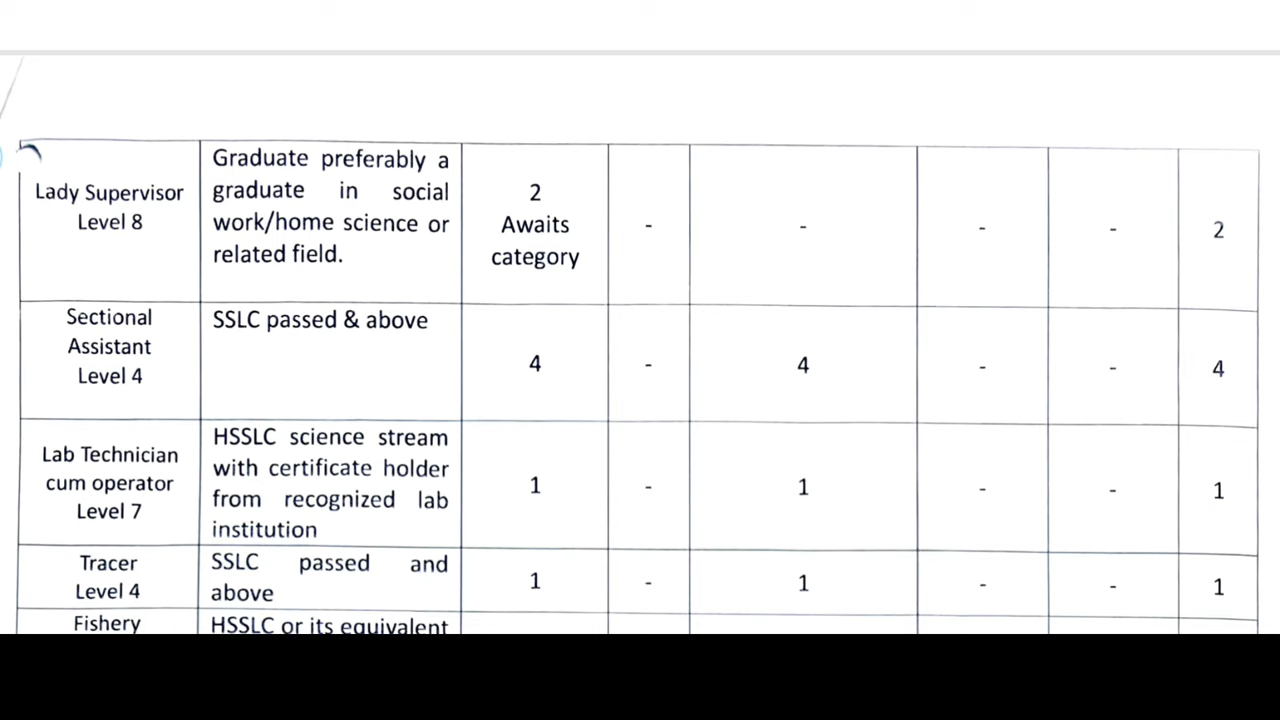 Lady Supervisor
Level 8
Graduate preferably a
graduate in social
work/home science or
related field.
2
Awaits
category
-
-
-
-
2
Sectional
Assistant
Level 4
SSLC passed & above
4
-
4
-
-
4
Lab Technician
cum operator
Level 7
HSSLC science stream
with certificate holder
from recognized lab
institution
1
-
1
-
-
1
Tracer
Level 4
SSLC passed and
above
1
-
1
-
-
1
Fishery
HSSLC or its equivalent